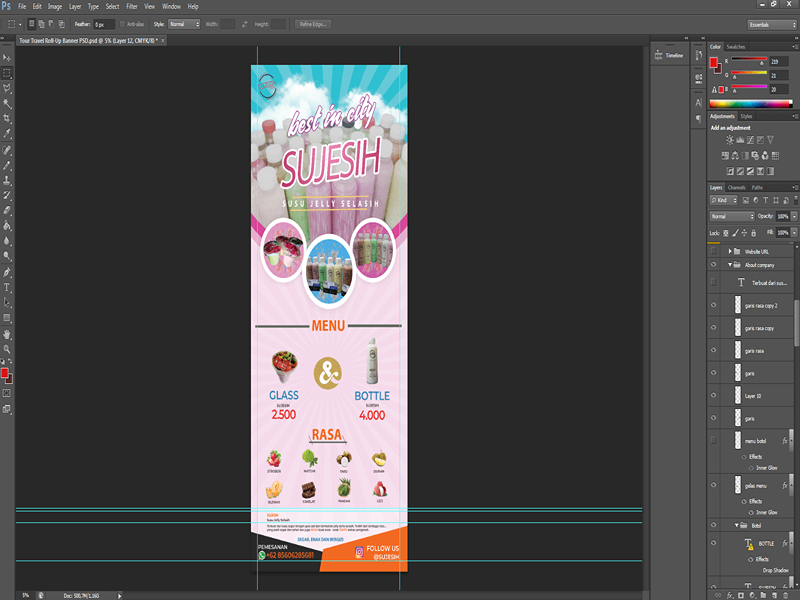 Ps File Edit Image Layer Type Select Filter View Window Help
Feather: 0 px Anti-alias Style: Normal Width: Height: Refine Edge... Essentials
Tour Travel Roll-Up Banner PSD.psd @ 5% (Layer 12, CMYK/8) * ×
Timeline
Color Swatches
R 219
G 21
B 20
Adjustments Styles
Add an adjustment
Layers Channels Paths
Kind
Normal Opacity: 100%
Lock: Fill: 100%
Website URL
About company
Terbuat dari sus...
garis rasa copy 2
garis rasa copy
garis rasa
garis
Layer 10
garis
menu botol fx
Effects
Inner Glow
gelas menu fx
Effects
Inner Glow
Botol
BOTTLE fx
Effects
Drop Shadow
best in city
SUJESIH
SUSU JELLY SELASIH
MENU
&
GLASS
SUJESIH
2.500
BOTTLE
SUJESIH
4.000
RASA
STROBERI MATCHA TARO DURIAN
COKELAT PANDAN LECI
SUJESIH
Susu Jelly Selasih
SEGAR, ENAK DAN BERGIZI
PEMESANAN
+62 85606285681
FOLLOW US
@SUJESIH
5% Doc: 500,7M/1,16G